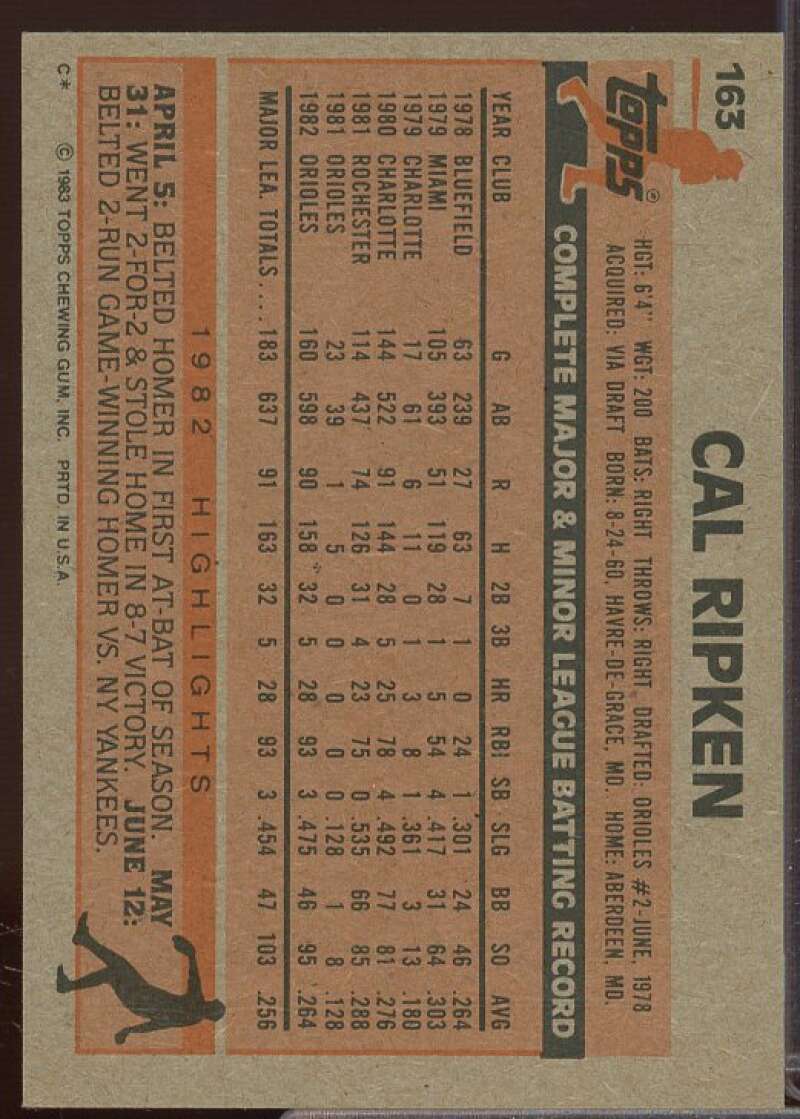 163
CAL RIPKEN
topps®
HGT: 6'4" WGT: 200 BATS: RIGHT THROWS: RIGHT DRAFTED: ORIOLES #2-JUNE, 1978
ACQUIRED: VIA DRAFT BORN: 8-24-60, HAVRE-DE-GRACE, MD. HOME: ABERDEEN, MD.
COMPLETE MAJOR & MINOR LEAGUE BATTING RECORD
YEAR CLUB G AB R H 2B 3B HR RBI SB SLG BB SO AVG
1978 BLUEFIELD 63 239 27 63 7 1 0 24 1 .301 24 46 .264
1979 MIAMI 105 393 51 119 28 1 5 54 4 .417 31 64 .303
1979 CHARLOTTE 17 61 6 11 0 1 3 8 1 .361 3 13 .180
1980 CHARLOTTE 144 522 91 144 28 5 25 78 4 .492 77 81 .276
1981 ROCHESTER 114 437 74 126 31 4 23 75 0 .535 66 85 .288
1981 ORIOLES 23 39 1 5 0 0 0 0 0 .128 1 8 .128
1982 ORIOLES 160 598 90 158 32 5 28 93 3 .475 46 95 .264
MAJOR LEA. TOTALS.... 183 637 91 163 32 5 28 93 3 .454 47 103 .256
1982 HIGHLIGHTS
APRIL 5: BELTED HOMER IN FIRST AT-BAT OF SEASON. MAY
31: WENT 2-FOR-2 & STOLE HOME IN 8-7 VICTORY. JUNE 12:
BELTED 2-RUN GAME-WINNING HOMER VS. NY YANKEES.
C* © 1983 TOPPS CHEWING GUM, INC. PRTD. IN U.S.A.